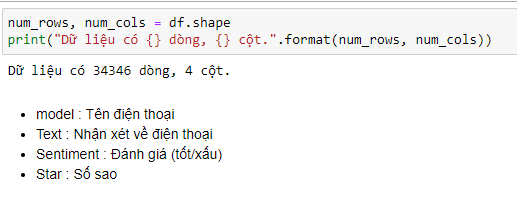 num_rows, num_cols = df.shape
print("Dữ liệu có {} dòng, {} cột.".format(num_rows, num_cols))
Dữ liệu có 34346 dòng, 4 cột.
• model : Tên điện thoại
• Text : Nhận xét về điện thoại
• Sentiment : Đánh giá (tốt/xấu)
• Star : Số sao